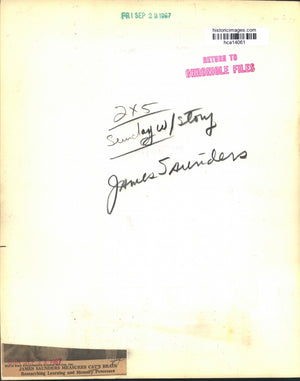 FRI SEP 29 1967
historicimages.com
hca14061
RETURN TO
CHRONICLE FILES
2x5
Sunday w/ story
James Saunders
JAMES SAUNDERS MEASURES CAT'S BRAIN
Researching Learning and Memory Processes